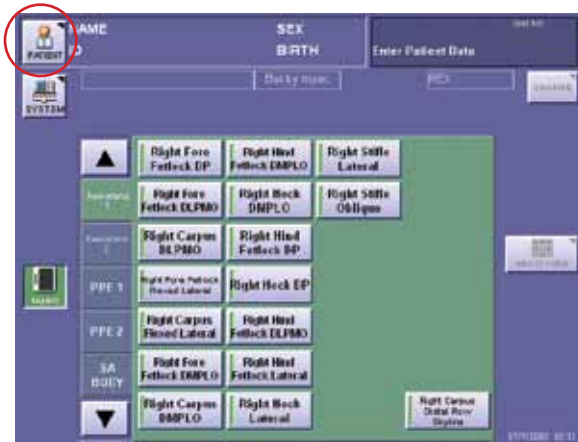 NAME SEX
BIRTH Enter Patient Data
PATIENT
SYSTEM
Right Fore
Fetlock DP
Right Hind
Fetlock DMPLO
Right Stifle
Lateral
Right Fore
Fetlock DLPMO
Right Hock
DMPLO
Right Stifle
Oblique
Right Carpus
DLPMO
Right Hind
Fetlock DP
PPE 1
Right Fore Fetlock
Flexed Lateral
Right Hock DP
PPE 2
Right Carpus
Flexed Lateral
Right Hind
Fetlock DLPMO
SA
BODY
Right Fore
Fetlock DMPLO
Right Hind
Fetlock Lateral
Right Carpus
DMPLO
Right Hock
Lateral
Right Carpus
Distal Row
Skyline